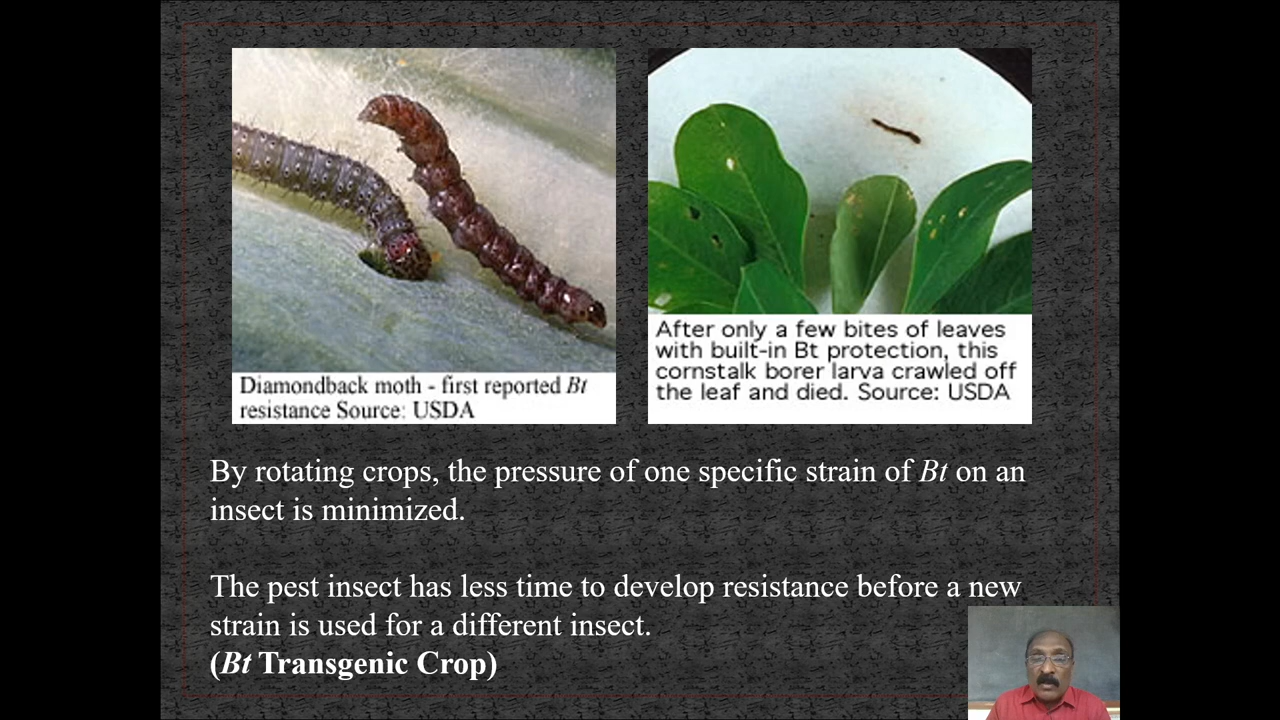 Diamondback moth - first reported Bt
resistance Source: USDA
After only a few bites of leaves
with built-in Bt protection, this
cornstalk borer larva crawled off
the leaf and died. Source: USDA
By rotating crops, the pressure of one specific strain of Bt on an
insect is minimized.
The pest insect has less time to develop resistance before a new
strain is used for a different insect.
(Bt Transgenic Crop)